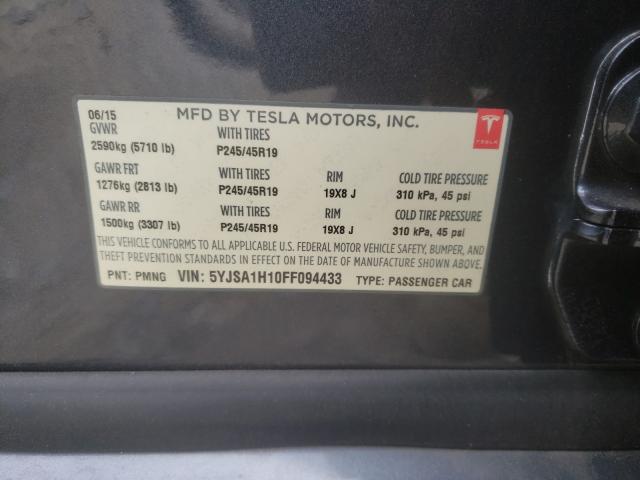 06/15 MFD BY TESLA MOTORS, INC.
GVWR WITH TIRES
2590kg (5710 lb) P245/45R19
TESLA
GAWR FRT WITH TIRES RIM COLD TIRE PRESSURE
1276kg (2813 lb) P245/45R19 19X8 J 310 kPa, 45 psi
GAWR RR WITH TIRES RIM COLD TIRE PRESSURE
1500kg (3307 lb) P245/45R19 19X8 J 310 kPa, 45 psi
THIS VEHICLE CONFORMS TO ALL APPLICABLE U.S. FEDERAL MOTOR VEHICLE SAFETY, BUMPER, AND
THEFT PREVENTION STANDARDS IN EFFECT ON THE DATE OF MANUFACTURE SHOWN ABOVE.
PNT: PMNG VIN: 5YJSA1H10FF094433 TYPE: PASSENGER CAR